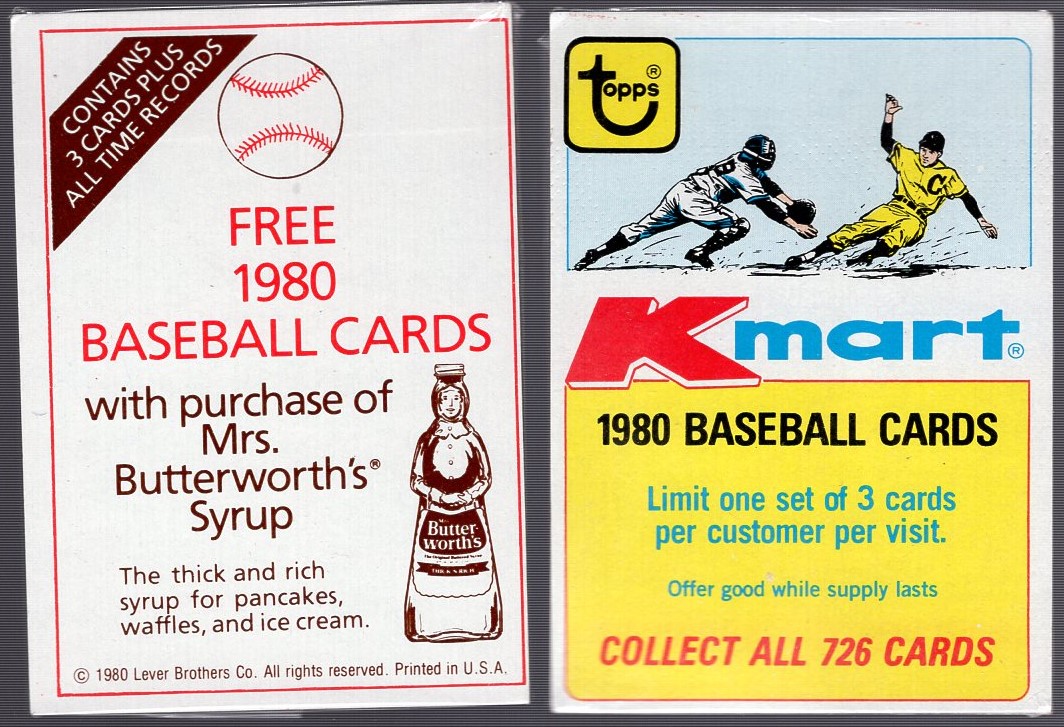 CONTAINS
3 CARDS PLUS
ALL TIME RECORDS
FREE
1980
BASEBALL CARDS
with purchase of
Mrs.
Butterworth's®
Syrup
Butter-
worth's
THICK N RICH
The thick and rich
syrup for pancakes,
waffles, and ice cream.
© 1980 Lever Brothers Co. All rights reserved. Printed in U.S.A.
topps®
8
C
Kmart®
1980 BASEBALL CARDS
Limit one set of 3 cards
per customer per visit.
Offer good while supply lasts
COLLECT ALL 726 CARDS